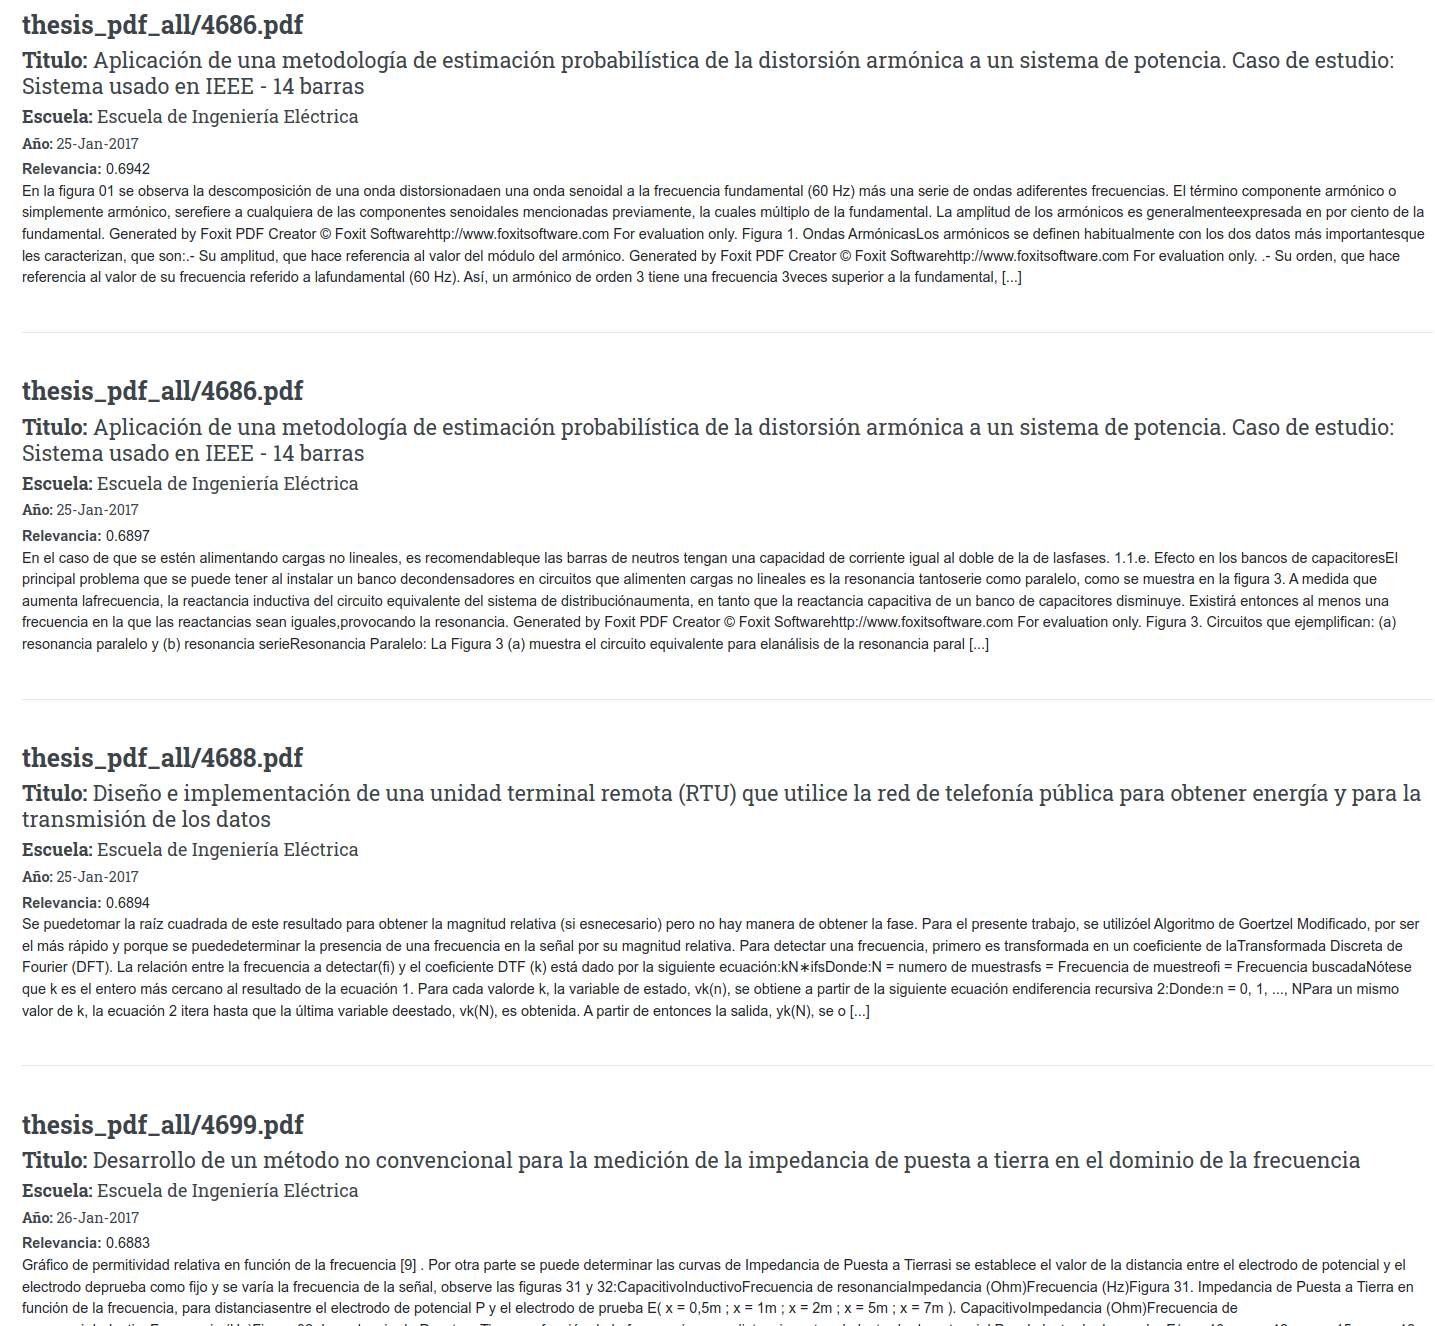 thesis_pdf_all/4686.pdf
Titulo: Aplicación de una metodología de estimación probabilística de la distorsión armónica a un sistema de potencia. Caso de estudio:
Sistema usado en IEEE - 14 barras
Escuela: Escuela de Ingeniería Eléctrica
Año: 25-Jan-2017
Relevancia: 0.6942
En la figura 01 se observa la descomposición de una onda distorsionadaen una onda senoidal a la frecuencia fundamental (60 Hz) más una serie de ondas adiferentes frecuencias. El término componente armónico o
simplemente armónico, serefiere a cualquiera de las componentes senoidales mencionadas previamente, la cuales múltiplo de la fundamental. La amplitud de los armónicos es generalmenteexpresada en por ciento de la
fundamental. Generated by Foxit PDF Creator © Foxit Softwarehttp://www.foxitsoftware.com For evaluation only. Figura 1. Ondas ArmónicasLos armónicos se definen habitualmente con los dos datos más importantesque
les caracterizan, que son:.- Su amplitud, que hace referencia al valor del módulo del armónico. Generated by Foxit PDF Creator © Foxit Softwarehttp://www.foxitsoftware.com For evaluation only. .- Su orden, que hace
referencia al valor de su frecuencia referido a lafundamental (60 Hz). Así, un armónico de orden 3 tiene una frecuencia 3veces superior a la fundamental, [...]
thesis_pdf_all/4686.pdf
Titulo: Aplicación de una metodología de estimación probabilística de la distorsión armónica a un sistema de potencia. Caso de estudio:
Sistema usado en IEEE - 14 barras
Escuela: Escuela de Ingeniería Eléctrica
Año: 25-Jan-2017
Relevancia: 0.6897
En el caso de que se estén alimentando cargas no lineales, es recomendableque las barras de neutros tengan una capacidad de corriente igual al doble de la de lasfases. 1.1.e. Efecto en los bancos de capacitoresEl
principal problema que se puede tener al instalar un banco decondensadores en circuitos que alimenten cargas no lineales es la resonancia tantoserie como paralelo, como se muestra en la figura 3. A medida que
aumenta lafrecuencia, la reactancia inductiva del circuito equivalente del sistema de distribuciónaumenta, en tanto que la reactancia capacitiva de un banco de capacitores disminuye. Existirá entonces al menos una
frecuencia en la que las reactancias sean iguales,provocando la resonancia. Generated by Foxit PDF Creator © Foxit Softwarehttp://www.foxitsoftware.com For evaluation only. Figura 3. Circuitos que ejemplifican: (a)
resonancia paralelo y (b) resonancia serieResonancia Paralelo: La Figura 3 (a) muestra el circuito equivalente para elanálisis de la resonancia paral [...]
thesis_pdf_all/4688.pdf
Titulo: Diseño e implementación de una unidad terminal remota (RTU) que utilice la red de telefonía pública para obtener energía y para la
transmisión de los datos
Escuela: Escuela de Ingeniería Eléctrica
Año: 25-Jan-2017
Relevancia: 0.6894
Se puedetomar la raíz cuadrada de este resultado para obtener la magnitud relativa (si esnecesario) pero no hay manera de obtener la fase. Para el presente trabajo, se utilizóel Algoritmo de Goertzel Modificado, por ser
el más rápido y porque se puededeterminar la presencia de una frecuencia en la señal por su magnitud relativa. Para detectar una frecuencia, primero es transformada en un coeficiente de laTransformada Discreta de
Fourier (DFT). La relación entre la frecuencia a detectar(fi) y el coeficiente DTF (k) está dado por la siguiente ecuación:kN∗ifsDonde:N = numero de muestrasfs = Frecuencia de muestreofi = Frecuencia buscadaNótese
que k es el entero más cercano al resultado de la ecuación 1. Para cada valorde k, la variable de estado, vk(n), se obtiene a partir de la siguiente ecuación endiferencia recursiva 2:Donde:n = 0, 1, ..., NPara un mismo
valor de k, la ecuación 2 itera hasta que la última variable deestado, vk(N), es obtenida. A partir de entonces la salida, yk(N), se o [...]
thesis_pdf_all/4699.pdf
Titulo: Desarrollo de un método no convencional para la medición de la impedancia de puesta a tierra en el dominio de la frecuencia
Escuela: Escuela de Ingeniería Eléctrica
Año: 26-Jan-2017
Relevancia: 0.6883
Gráfico de permitividad relativa en función de la frecuencia [9] . Por otra parte se puede determinar las curvas de Impedancia de Puesta a Tierrasi se establece el valor de la distancia entre el electrodo de potencial y el
electrodo deprueba como fijo y se varía la frecuencia de la señal, observe las figuras 31 y 32:CapacitivoInductivoFrecuencia de resonanciaImpedancia (Ohm)Frecuencia (Hz)Figura 31. Impedancia de Puesta a Tierra en
función de la frecuencia, para distanciasentre el electrodo de potencial P y el electrodo de prueba E( x = 0,5m ; x = 1m ; x = 2m ; x = 5m ; x = 7m ). CapacitivoImpedancia (Ohm)Frecuencia de